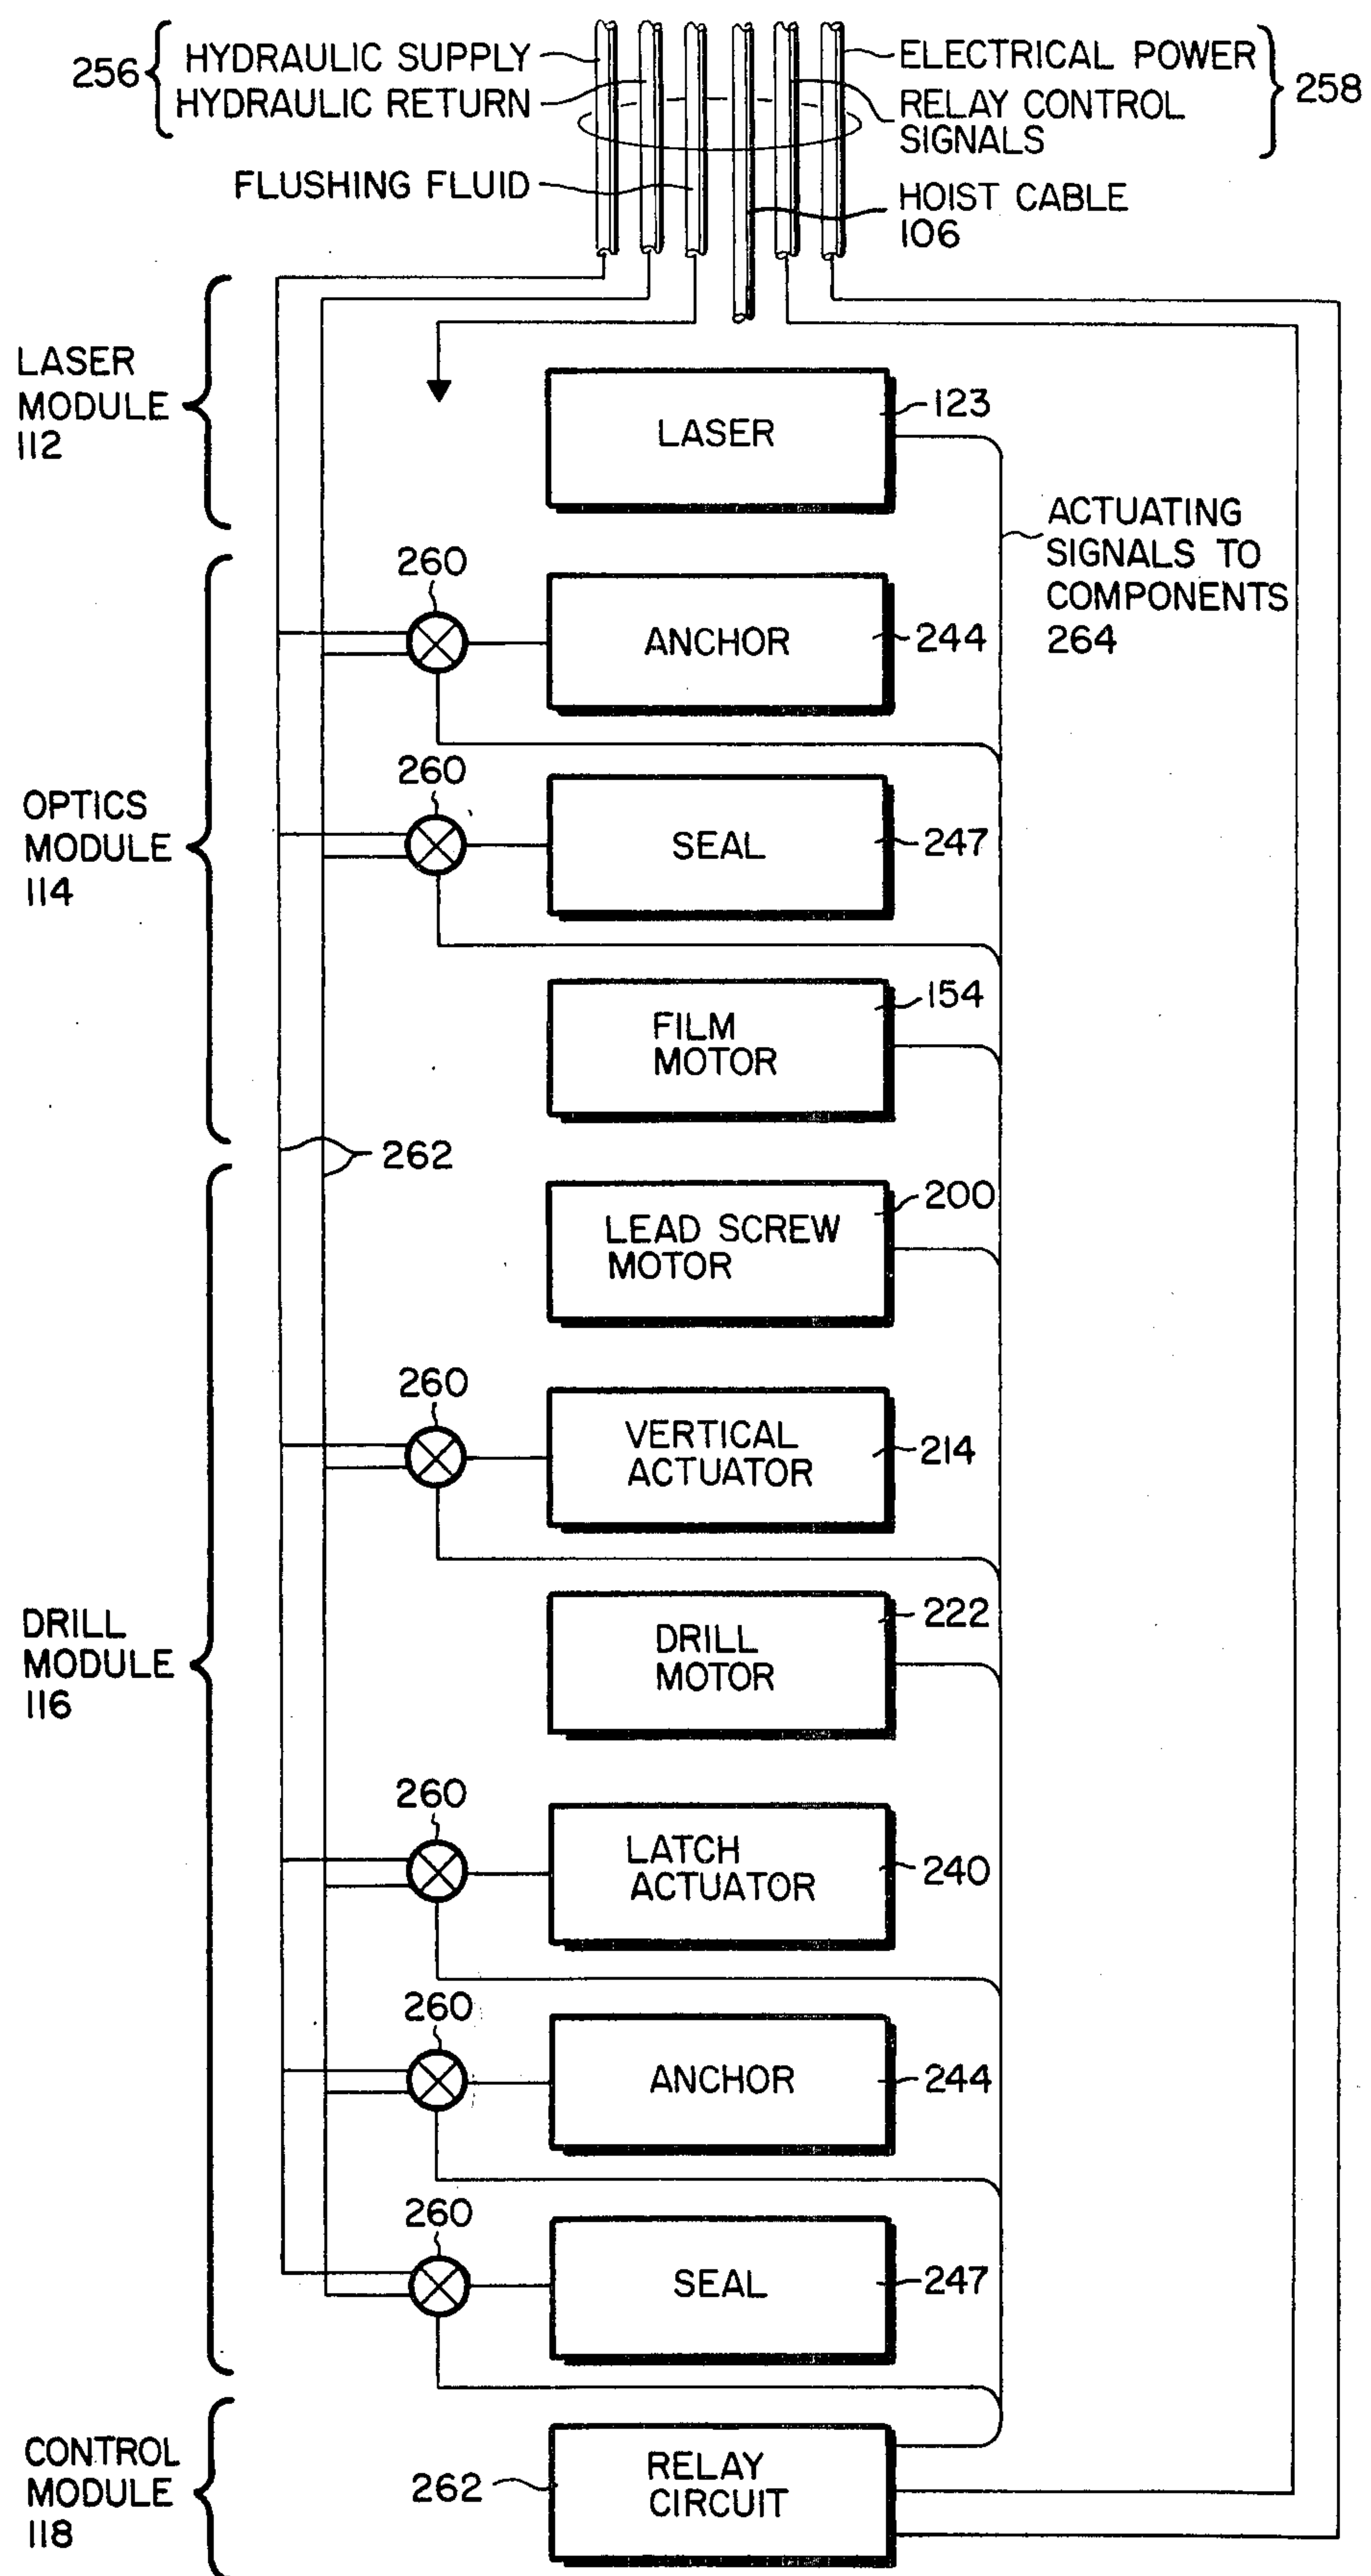 256
HYDRAULIC SUPPLY
HYDRAULIC RETURN
FLUSHING FLUID
ELECTRICAL POWER
RELAY CONTROL
SIGNALS
258
HOIST CABLE
106
LASER
MODULE
112
LASER
123
ACTUATING
SIGNALS TO
COMPONENTS
264
OPTICS
MODULE
114
260
ANCHOR
244
260
SEAL
247
FILM
MOTOR
154
262
DRILL
MODULE
116
LEAD SCREW
MOTOR
200
260
VERTICAL
ACTUATOR
214
DRILL
MOTOR
222
260
LATCH
ACTUATOR
240
260
ANCHOR
244
260
SEAL
247
CONTROL
MODULE
118
262
RELAY
CIRCUIT